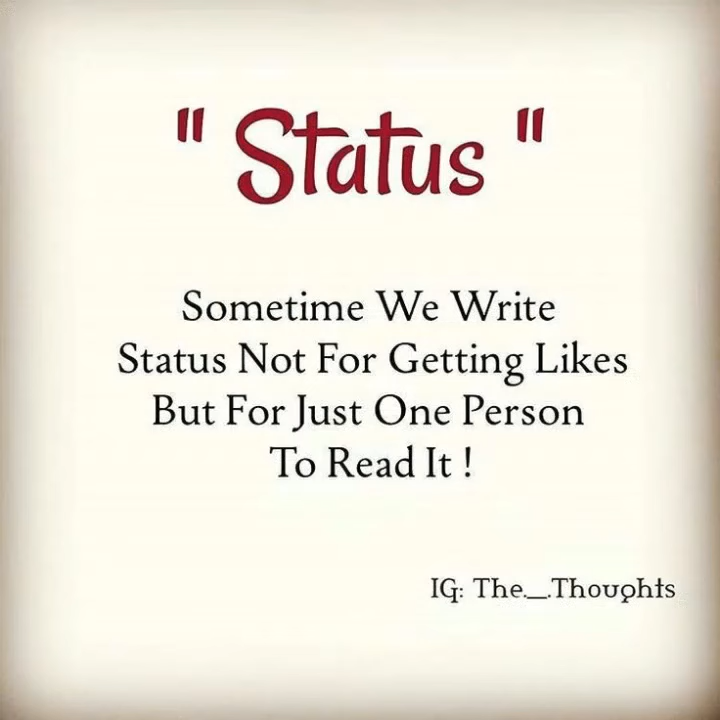 " Status "
Sometime We Write
Status Not For Getting Likes
But For Just One Person
To Read It !
IG: The._.Thoughts